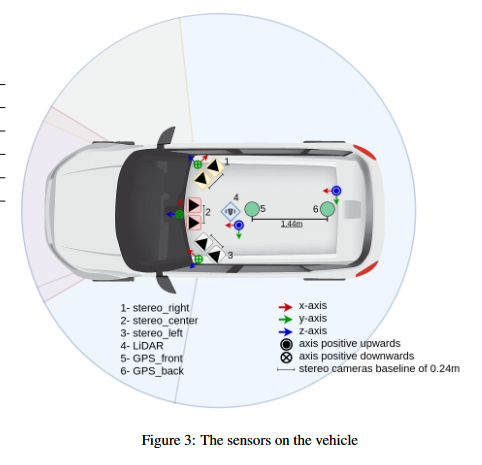 1
4
2
5
6
1.44m
3
1- stereo_right
2- stereo_center
3- stereo_left
4- LiDAR
5- GPS_front
6- GPS_back
x-axis
y-axis
z-axis
axis positive upwards
axis positive downwards
stereo cameras baseline of 0.24m
Figure 3: The sensors on the vehicle